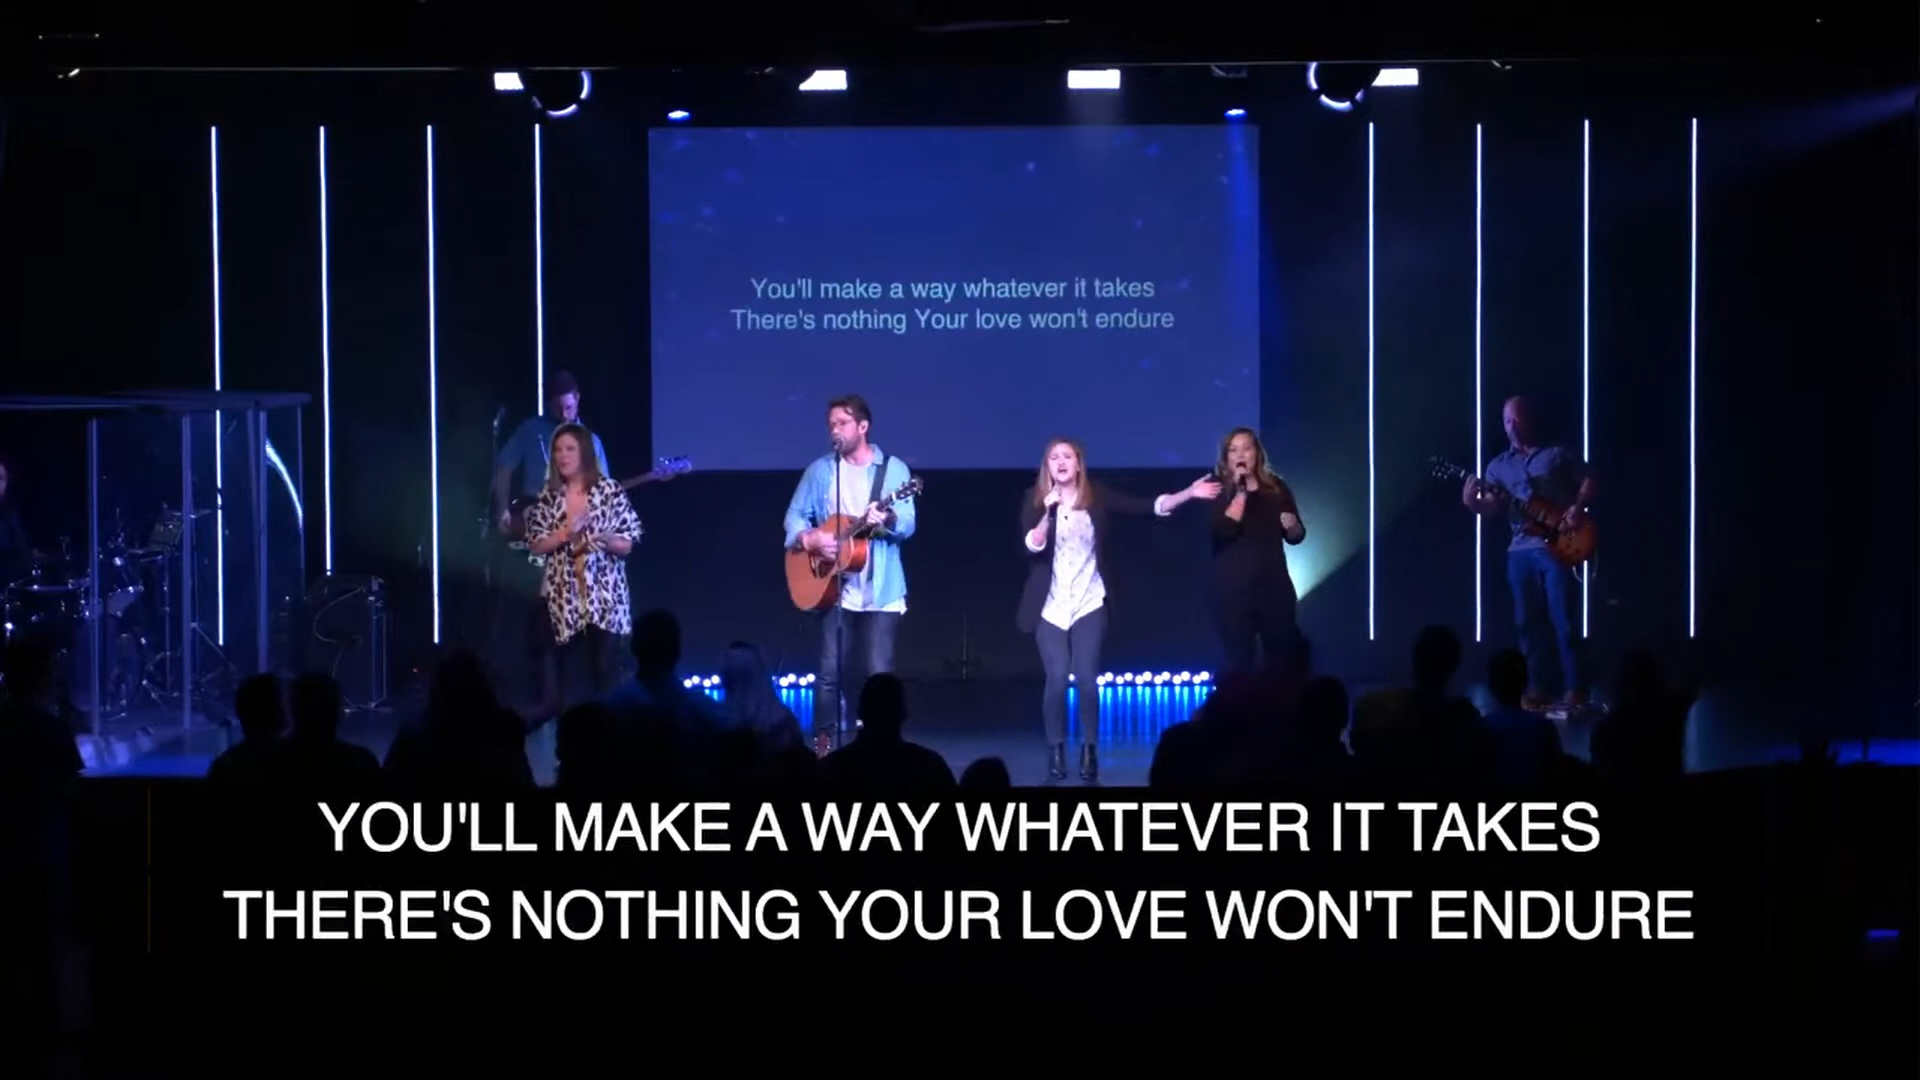 You'll make a way whatever it takes
There's nothing Your love won't endure
YOU'LL MAKE A WAY WHATEVER IT TAKES
THERE'S NOTHING YOUR LOVE WON'T ENDURE